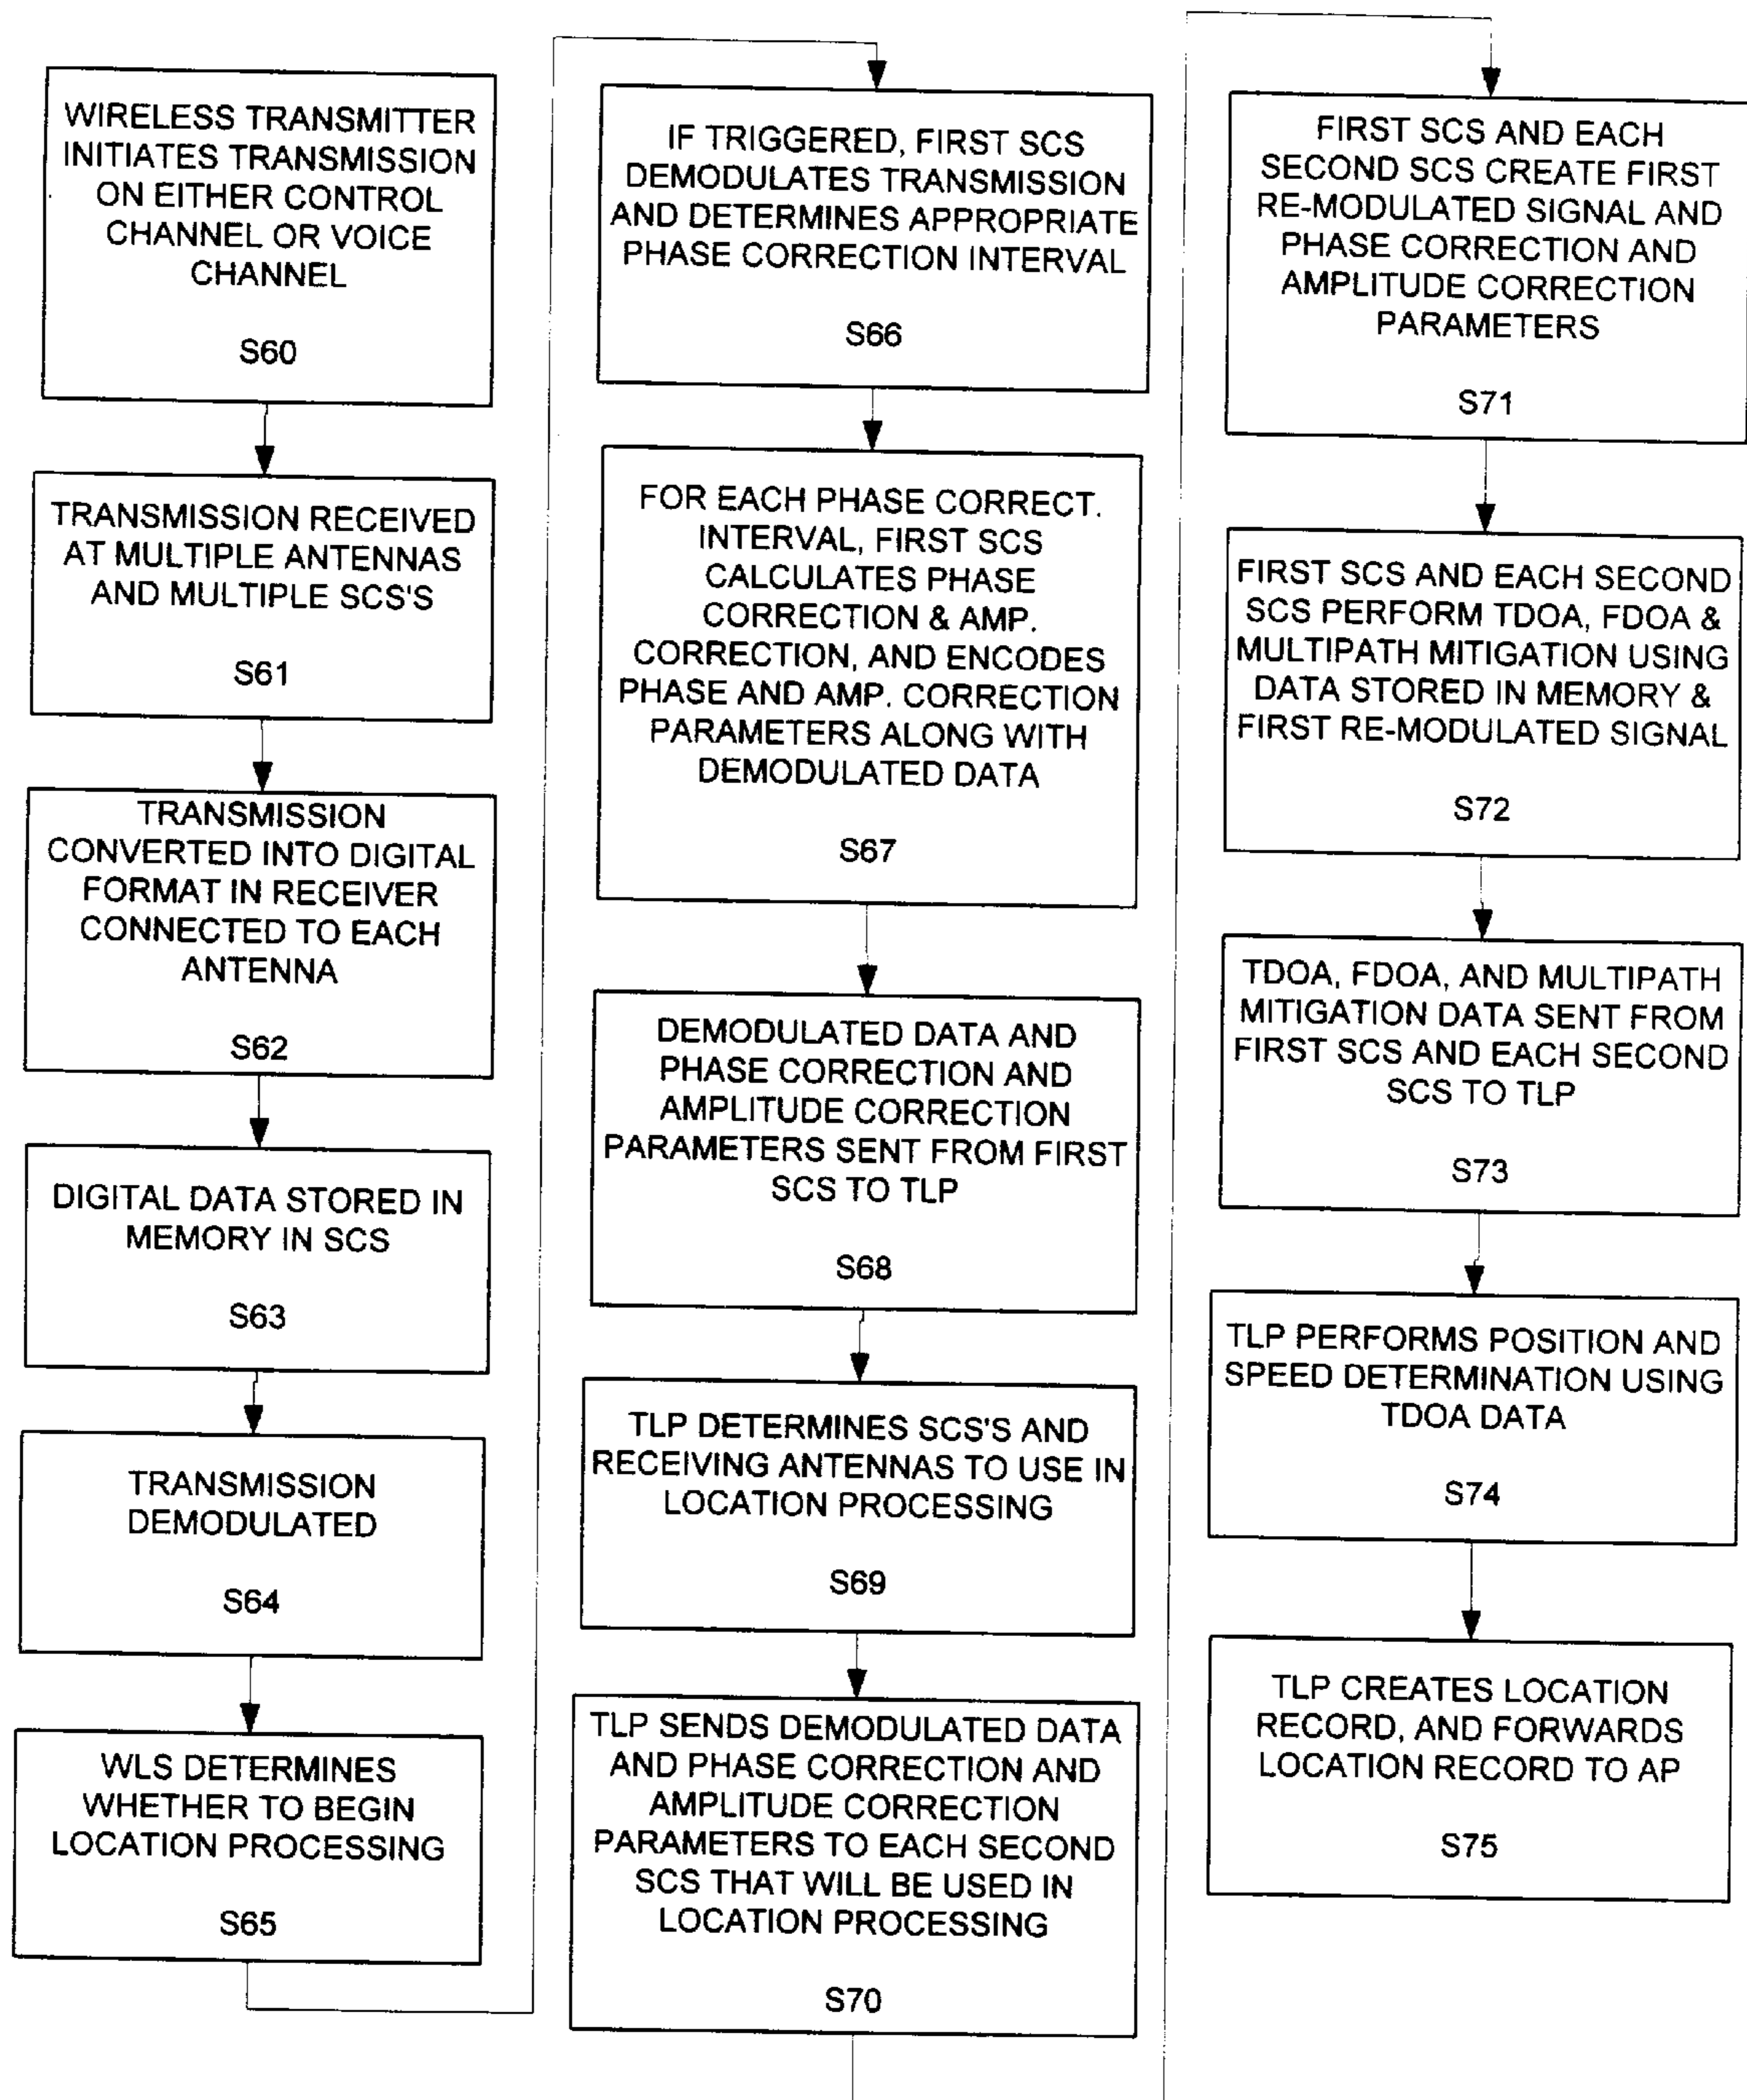 WIRELESS TRANSMITTER
INITIATES TRANSMISSION
ON EITHER CONTROL
CHANNEL OR VOICE
CHANNEL
S60
TRANSMISSION RECEIVED
AT MULTIPLE ANTENNAS
AND MULTIPLE SCS'S
S61
TRANSMISSION
CONVERTED INTO DIGITAL
FORMAT IN RECEIVER
CONNECTED TO EACH
ANTENNA
S62
DIGITAL DATA STORED IN
MEMORY IN SCS
S63
TRANSMISSION
DEMODULATED
S64
WLS DETERMINES
WHETHER TO BEGIN
LOCATION PROCESSING
S65
IF TRIGGERED, FIRST SCS
DEMODULATES TRANSMISSION
AND DETERMINES APPROPRIATE
PHASE CORRECTION INTERVAL
S66
FOR EACH PHASE CORRECT.
INTERVAL, FIRST SCS
CALCULATES PHASE
CORRECTION & AMP.
CORRECTION, AND ENCODES
PHASE AND AMP. CORRECTION
PARAMETERS ALONG WITH
DEMODULATED DATA
S67
DEMODULATED DATA AND
PHASE CORRECTION AND
AMPLITUDE CORRECTION
PARAMETERS SENT FROM FIRST
SCS TO TLP
S68
TLP DETERMINES SCS'S AND
RECEIVING ANTENNAS TO USE IN
LOCATION PROCESSING
S69
TLP SENDS DEMODULATED DATA
AND PHASE CORRECTION AND
AMPLITUDE CORRECTION
PARAMETERS TO EACH SECOND
SCS THAT WILL BE USED IN
LOCATION PROCESSING
S70
FIRST SCS AND EACH
SECOND SCS CREATE FIRST
RE-MODULATED SIGNAL AND
PHASE CORRECTION AND
AMPLITUDE CORRECTION
PARAMETERS
S71
FIRST SCS AND EACH SECOND
SCS PERFORM TDOA, FDOA &
MULTIPATH MITIGATION USING
DATA STORED IN MEMORY &
FIRST RE-MODULATED SIGNAL
S72
TDOA, FDOA, AND MULTIPATH
MITIGATION DATA SENT FROM
FIRST SCS AND EACH SECOND
SCS TO TLP
S73
TLP PERFORMS POSITION AND
SPEED DETERMINATION USING
TDOA DATA
S74
TLP CREATES LOCATION
RECORD, AND FORWARDS
LOCATION RECORD TO AP
S75